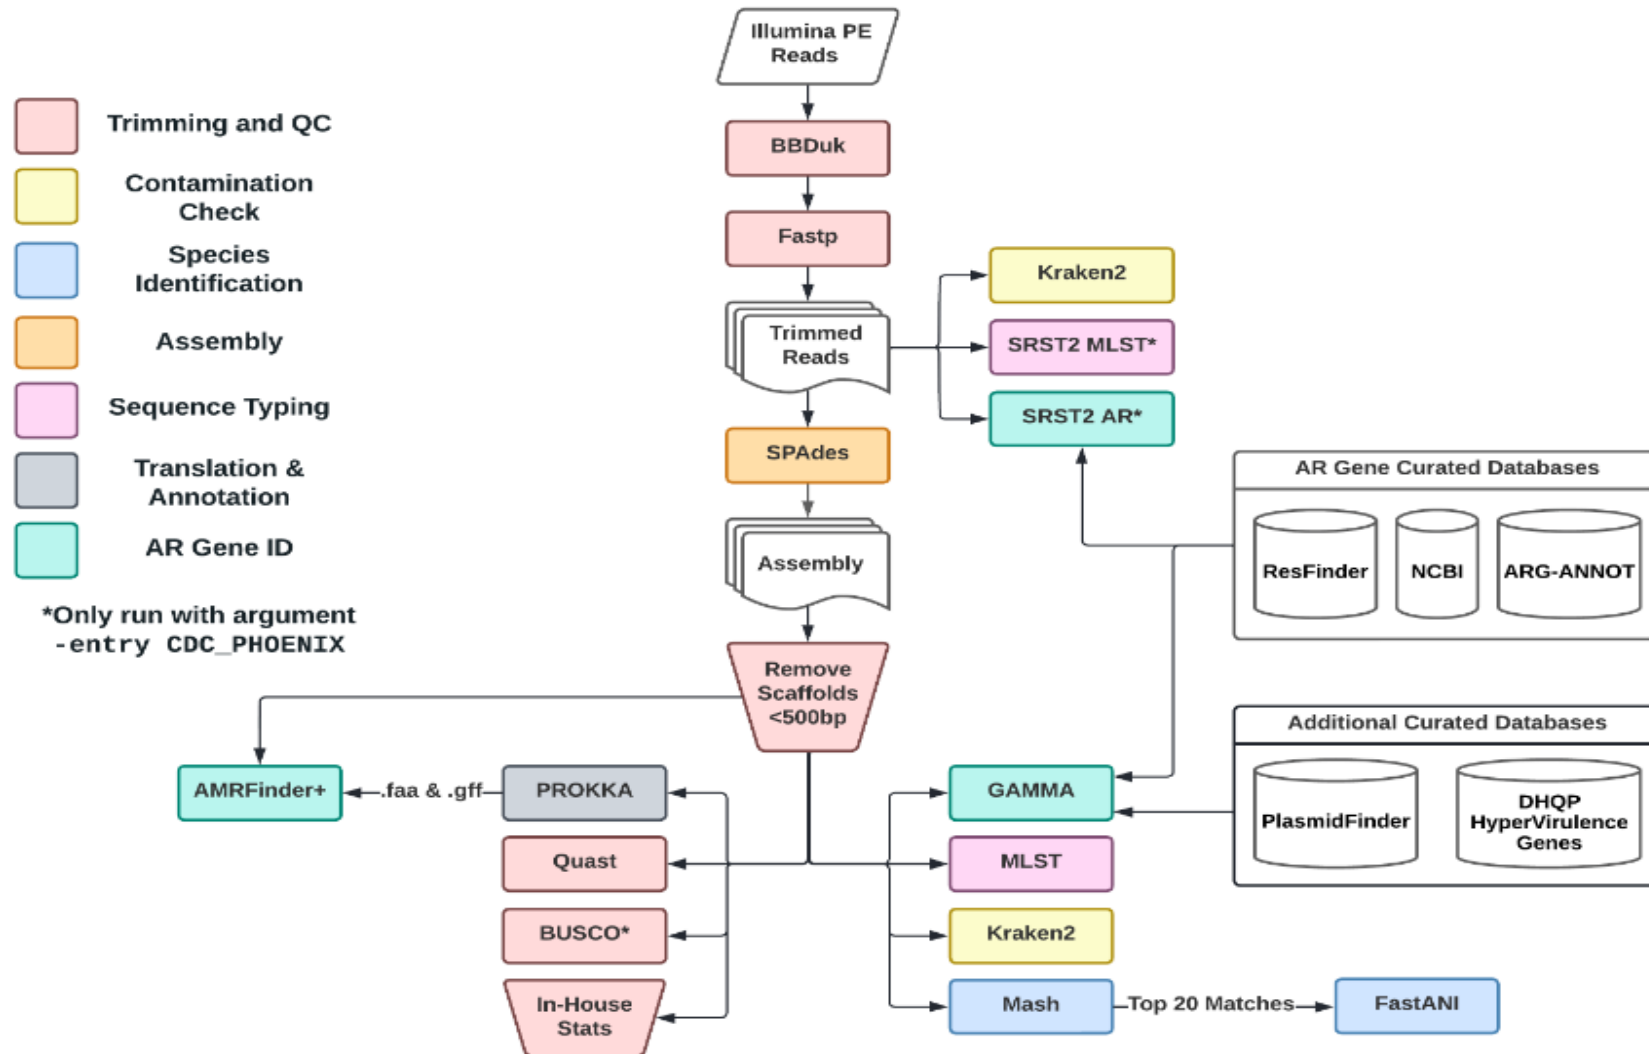 Illumina PE
Reads
Trimming and QC
Contamination
Check
Species
Identification
Assembly
Sequence Typing
Translation &
Annotation
AR Gene ID
*Only run with argument
-entry CDC_PHOENIX
BBDuk
Fastp
Trimmed
Reads
Kraken2
SRST2 MLST*
SRST2 AR*
SPAdes
Assembly
Remove
Scaffolds
<500bp
AR Gene Curated Databases
ResFinder
NCBI
ARG-ANNOT
Additional Curated Databases
PlasmidFinder
DHQP
HyperVirulence
Genes
AMRFinder+
.faa & .gff
PROKKA
Quast
BUSCO*
In-House
Stats
GAMMA
MLST
Kraken2
Mash
Top 20 Matches
FastANI